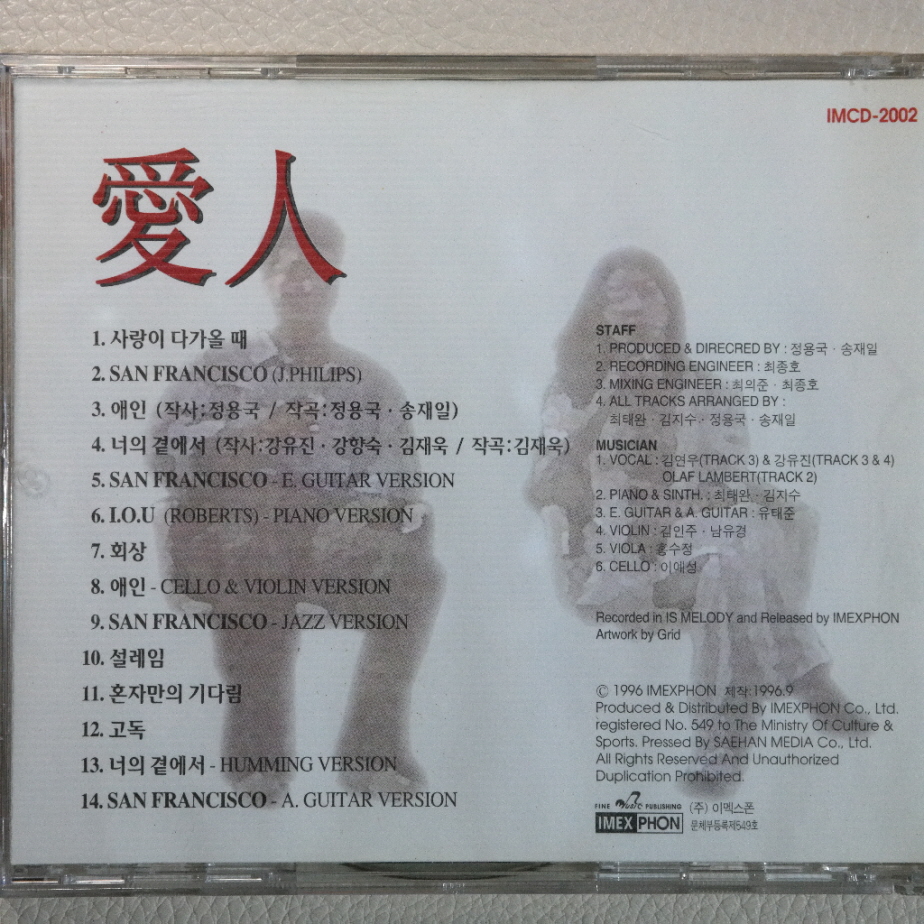 IMCD-2002
愛人
1. 사랑이 다가올 때
2. SAN FRANCISCO (J.PHILIPS)
3. 애인 (작사:정용국 / 작곡:정용국 · 송재일)
4. 너의 곁에서 (작사:강유진 · 강향숙 · 김재욱 / 작곡:김재욱)
5. SAN FRANCISCO - E. GUITAR VERSION
6. I.O.U (ROBERTS) - PIANO VERSION
7. 회상
8. 애인 - CELLO & VIOLIN VERSION
9. SAN FRANCISCO - JAZZ VERSION
10. 설레임
11. 혼자만의 기다림
12. 고독
13. 너의 곁에서 - HUMMING VERSION
14. SAN FRANCISCO - A. GUITAR VERSION
STAFF
1. PRODUCED & DIRECRED BY : 정용국 · 송재일
2. RECORDING ENGINEER : 최종호
3. MIXING ENGINEER : 최의준 · 최종호
4. ALL TRACKS ARRANGED BY :
최태완 · 김지수 · 정용국 · 송재일
MUSICIAN
1. VOCAL : 김연우(TRACK 3) & 강유진(TRACK 3 & 4)
OLAF LAMBERT(TRACK 2)
2. PIANO & SINTH. : 최태완 · 김지수
3. E. GUITAR & A. GUITAR : 유태준
4. VIOLIN : 김인주 · 남유경
5. VIOLA : 홍수정
6. CELLO : 이애성
Recorded in IS MELODY and Released by IMEXPHON
Artwork by Grid
© 1996 IMEXPHON 제작:1996.9
Produced & Distributed By IMEXPHON Co., Ltd.
registered No. 549 to The Ministry Of Culture &
Sports. Pressed By SAEHAN MEDIA Co., Ltd.
All Rights Reserved And Unauthorized
Duplication Prohibited.
FINE Music PUBLISHING (주) 이멕스폰
IMEX PHON 문체부등록제549호